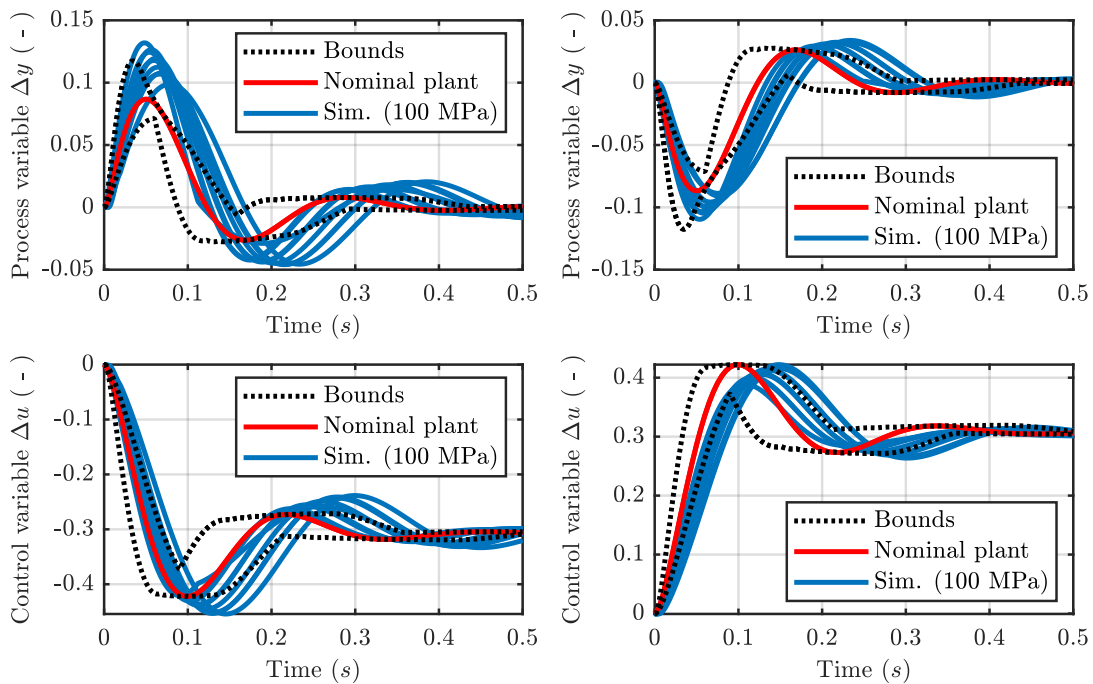 Process variable Δy ( - )
0.15
0.1
0.05
0
-0.05
Bounds
Nominal plant
Sim. (100 MPa)
0
0.1
0.2
0.3
0.4
0.5
Time (s)
Process variable Δy ( - )
0.05
0
-0.05
-0.1
-0.15
Bounds
Nominal plant
Sim. (100 MPa)
0
0.1
0.2
0.3
0.4
0.5
Time (s)
Control variable Δu ( - )
0
-0.1
-0.2
-0.3
-0.4
Bounds
Nominal plant
Sim. (100 MPa)
0
0.1
0.2
0.3
0.4
0.5
Time (s)
Control variable Δu ( - )
0.4
0.3
0.2
0.1
0
Bounds
Nominal plant
Sim. (100 MPa)
0
0.1
0.2
0.3
0.4
0.5
Time (s)